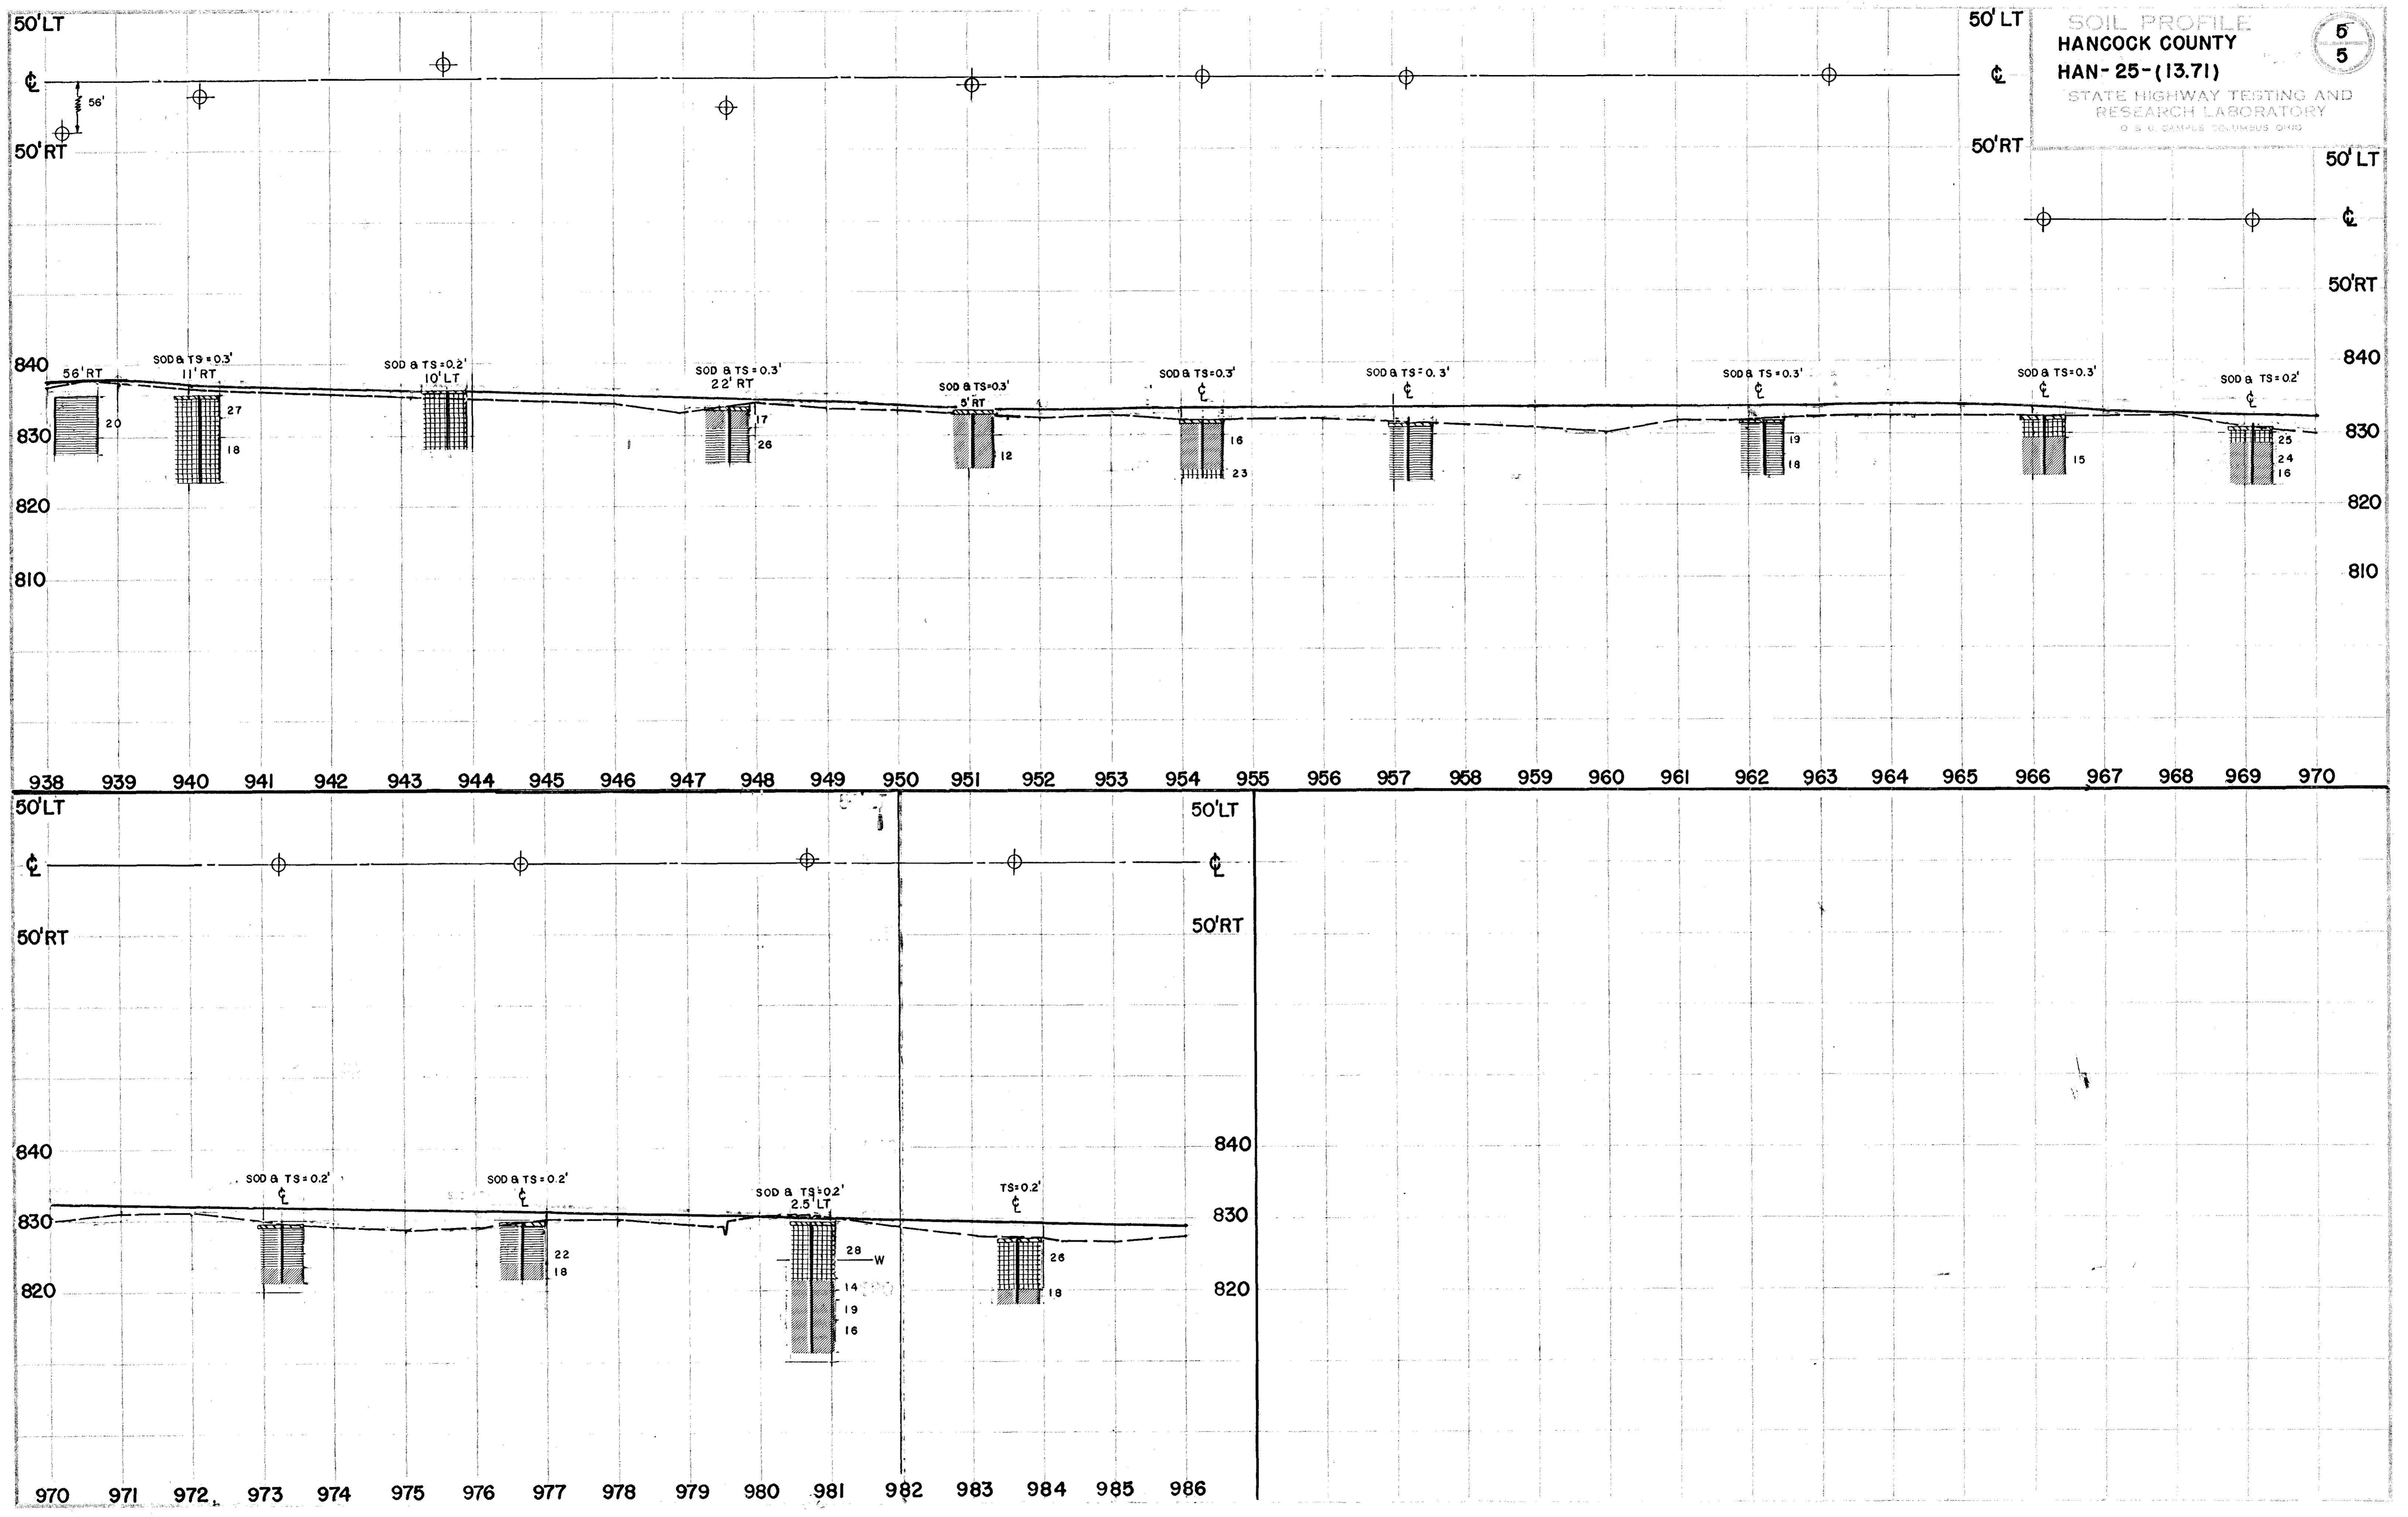 50'LT
50'LT
SOIL PROFILE
HANCOCK COUNTY
HAN-25-(13.71)
STATE HIGHWAY TESTING AND
RESEARCH LABORATORY
O. S. U. CAMPUS COLUMBUS, OHIO
5
5
℄
56'
℄
50'RT
50'RT
50'LT
℄
50'RT
840
840
56'RT
SOD & TS=0.3'
11'RT
SOD & TS=0.2'
10'LT
SOD & TS=0.3'
22'RT
SOD & TS=0.3'
5'RT
SOD & TS=0.3'
℄
SOD & TS=0.3'
℄
SOD & TS=0.3'
℄
SOD & TS=0.3'
℄
SOD & TS=0.2'
℄
830
830
20
27
18
17
26
12
16
23
19
18
15
25
24
16
820
820
810
810
938 939 940 941 942 943 944 945 946 947 948 949 950 951 952 953 954 955 956 957 958 959 960 961 962 963 964 965 966 967 968 969 970
50'LT
50'LT
℄
℄
50'RT
50'RT
840
840
SOD & TS=0.2'
℄
SOD & TS=0.2'
℄
SOD & TS=0.2'
2.5'LT
TS=0.2'
℄
830
830
22
18
28
W
14
19
16
26
18
820
820
970 971 972 973 974 975 976 977 978 979 980 981 982 983 984 985 986